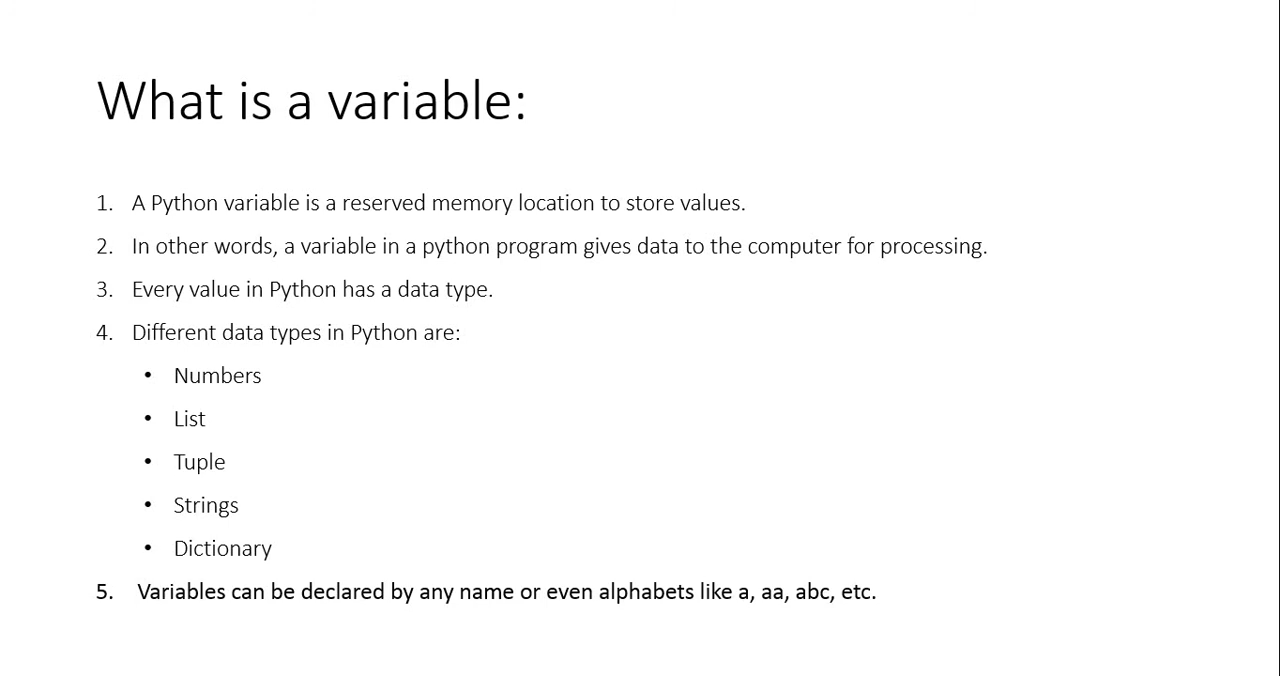 What is a variable:
1. A Python variable is a reserved memory location to store values.
2. In other words, a variable in a python program gives data to the computer for processing.
3. Every value in Python has a data type.
4. Different data types in Python are:
• Numbers
• List
• Tuple
• Strings
• Dictionary
5. Variables can be declared by any name or even alphabets like a, aa, abc, etc.